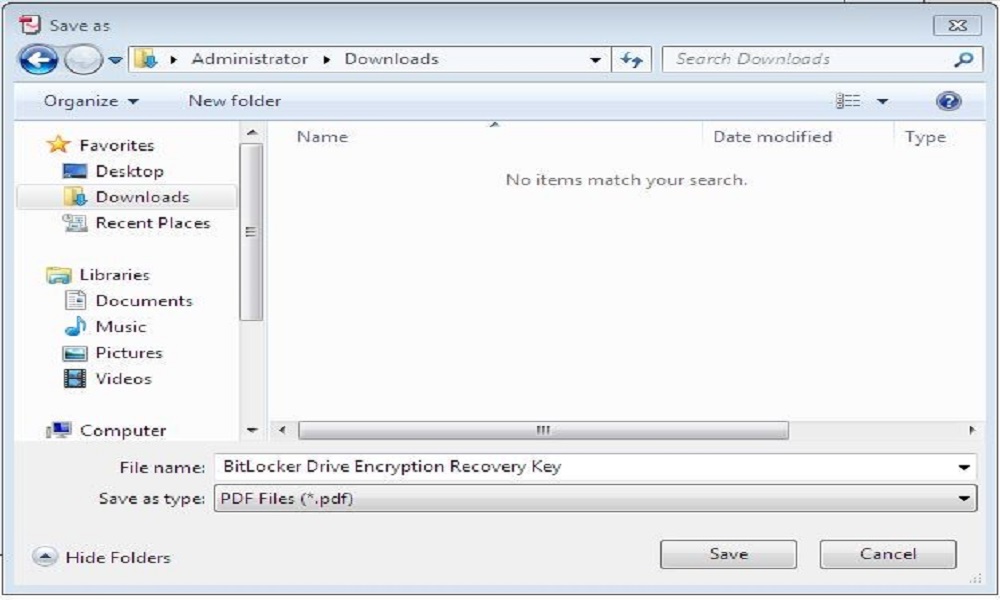 Save as
Administrator Downloads Search Downloads
Organize New folder
Name Date modified Type
No items match your search.
Favorites
Desktop
Downloads
Recent Places
Libraries
Documents
Music
Pictures
Videos
Computer
File name: BitLocker Drive Encryption Recovery Key
Save as type: PDF Files (*.pdf)
Hide Folders Save Cancel